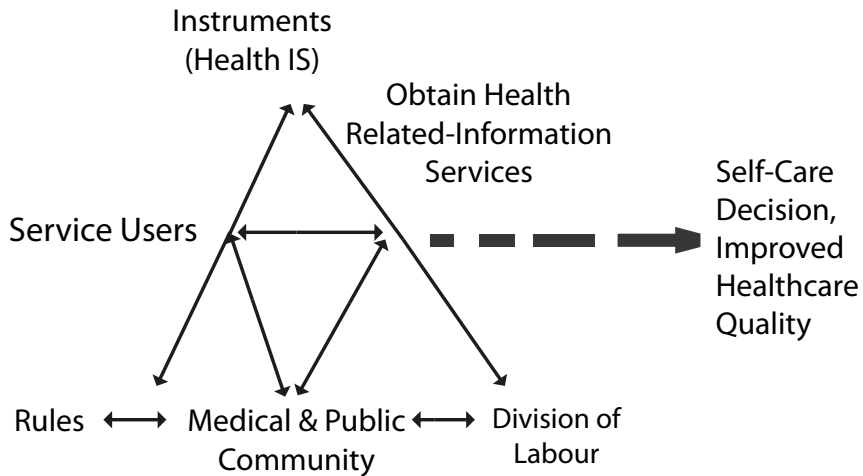 Instruments
(Health IS)
Obtain Health
Related-Information
Services
Service Users
Self-Care
Decision,
Improved
Healthcare
Quality
Rules
Medical & Public
Community
Division of
Labour